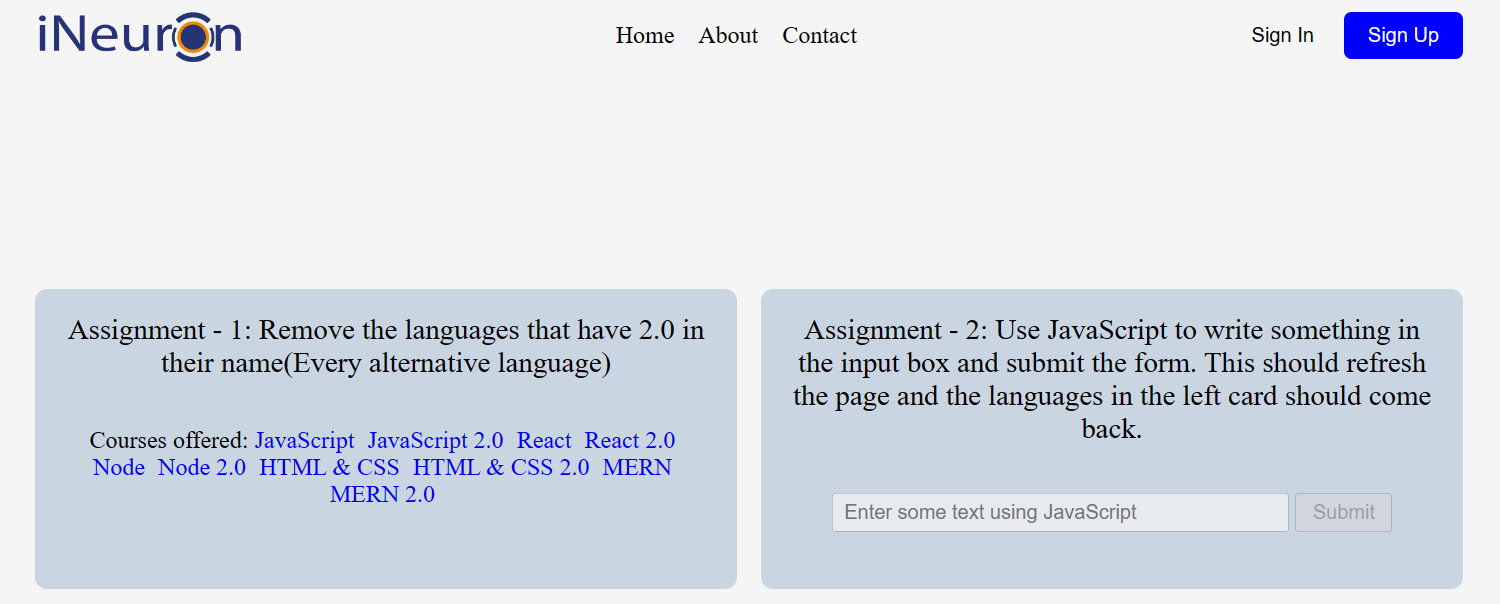 iNeuron
Home About Contact
Sign In Sign Up
Assignment - 1: Remove the languages that have 2.0 in
their name(Every alternative language)
Courses offered: JavaScript JavaScript 2.0 React React 2.0
Node Node 2.0 HTML & CSS HTML & CSS 2.0 MERN
MERN 2.0
Assignment - 2: Use JavaScript to write something in
the input box and submit the form. This should refresh
the page and the languages in the left card should come
back.
Enter some text using JavaScript Submit